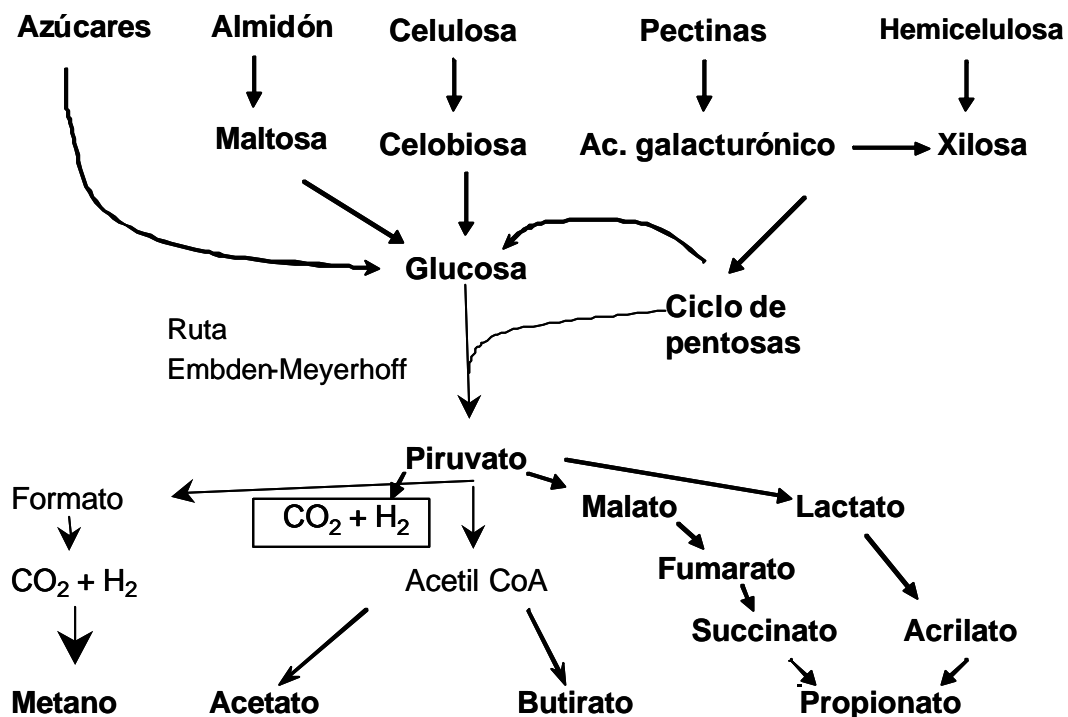 Azúcares Almidón Celulosa Pectinas Hemicelulosa
Maltosa Celobiosa Ac. galacturónico Xilosa
Glucosa
Ciclo de
pentosas
Ruta
Embden-Meyerhoff
Piruvato
Formato CO₂ + H₂ Malato Lactato
CO₂ + H₂ Acetil CoA Fumarato
Succinato Acrilato
Metano Acetato Butirato Propionato